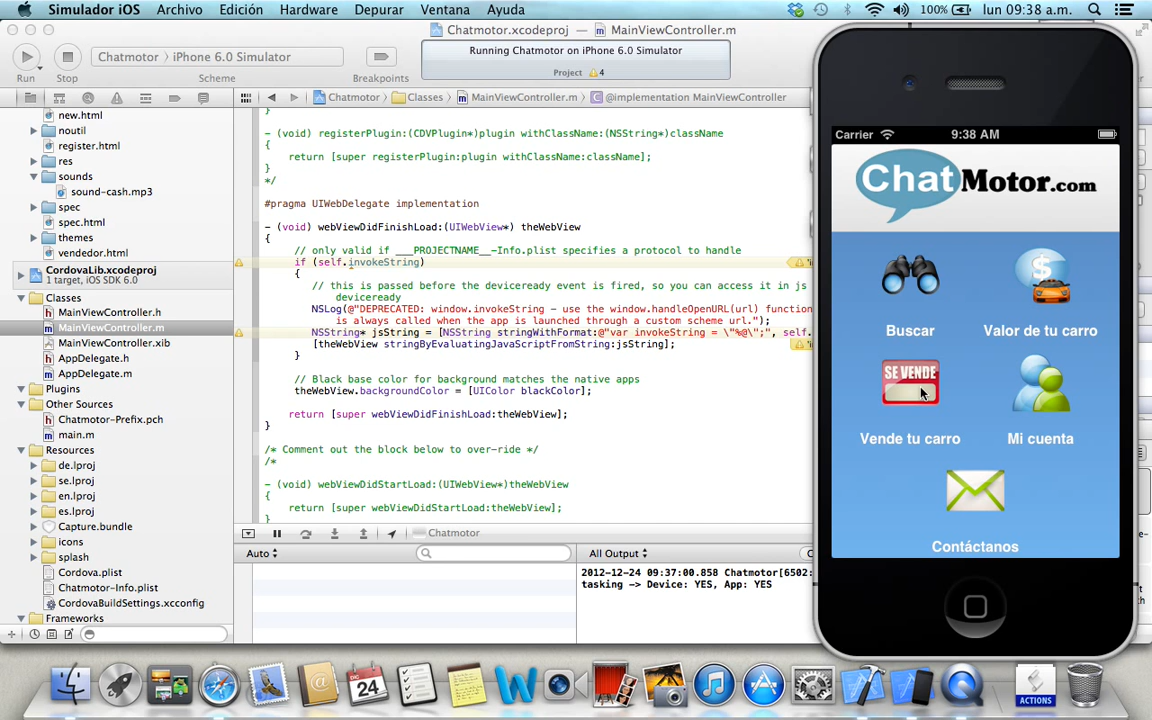 Simulador iOS Archivo Edición Hardware Depurar Ventana Ayuda 100% lun 09:38 a.m.
Chatmotor.xcodeproj › MainViewController.m
Chatmotor › iPhone 6.0 Simulator
Running Chatmotor on iPhone 6.0 Simulator
Project 4
Run Stop Scheme Breakpoints
Chatmotor Classes MainViewController.m @implementation MainViewController
new.html
noutil
register.html
res
sounds
sound-cash.mp3
spec
spec.html
themes
vendedor.html
CordovaLib.xcodeproj
1 target, iOS SDK 6.0
Classes
MainViewController.h
MainViewController.m
MainViewController.xib
AppDelegate.h
AppDelegate.m
Plugins
Other Sources
Chatmotor-Prefix.pch
main.m
Resources
de.lproj
se.lproj
en.lproj
es.lproj
Capture.bundle
icons
splash
Cordova.plist
Chatmotor-Info.plist
CordovaBuildSettings.xcconfig
Frameworks
}
- (void) registerPlugin:(CDVPlugin*)plugin withClassName:(NSString*)className
{
return [super registerPlugin:plugin withClassName:className];
}
*/
#pragma UIWebDelegate implementation
- (void) webViewDidFinishLoad:(UIWebView*) theWebView
{
// only valid if ___PROJECTNAME__-Info.plist specifies a protocol to handle
if (self.invokeString)
{
// this is passed before the deviceready event is fired, so you can access it in js
deviceready
NSLog(@"DEPRECATED: window.invokeString - use the window.handleOpenURL(url) function
is always called when the app is launched through a custom scheme url.");
NSString* jsString = [NSString stringWithFormat:@"var invokeString = \"%@\";", self.
[theWebView stringByEvaluatingJavaScriptFromString:jsString];
}
// Black base color for background matches the native apps
theWebView.backgroundColor = [UIColor blackColor];
return [super webViewDidFinishLoad:theWebView];
}
/* Comment out the block below to over-ride */
/*
- (void) webViewDidStartLoad:(UIWebView*)theWebView
{
return [super webViewDidStartLoad:theWebView];
}
Chatmotor
Auto All Output
2012-12-24 09:37:00.858 Chatmotor[6502:
tasking -> Device: YES, App: YES
Carrier 9:38 AM
ChatMotor.com
Buscar Valor de tu carro
SE VENDE
Vende tu carro Mi cuenta
Contáctanos
24
ACTIONS